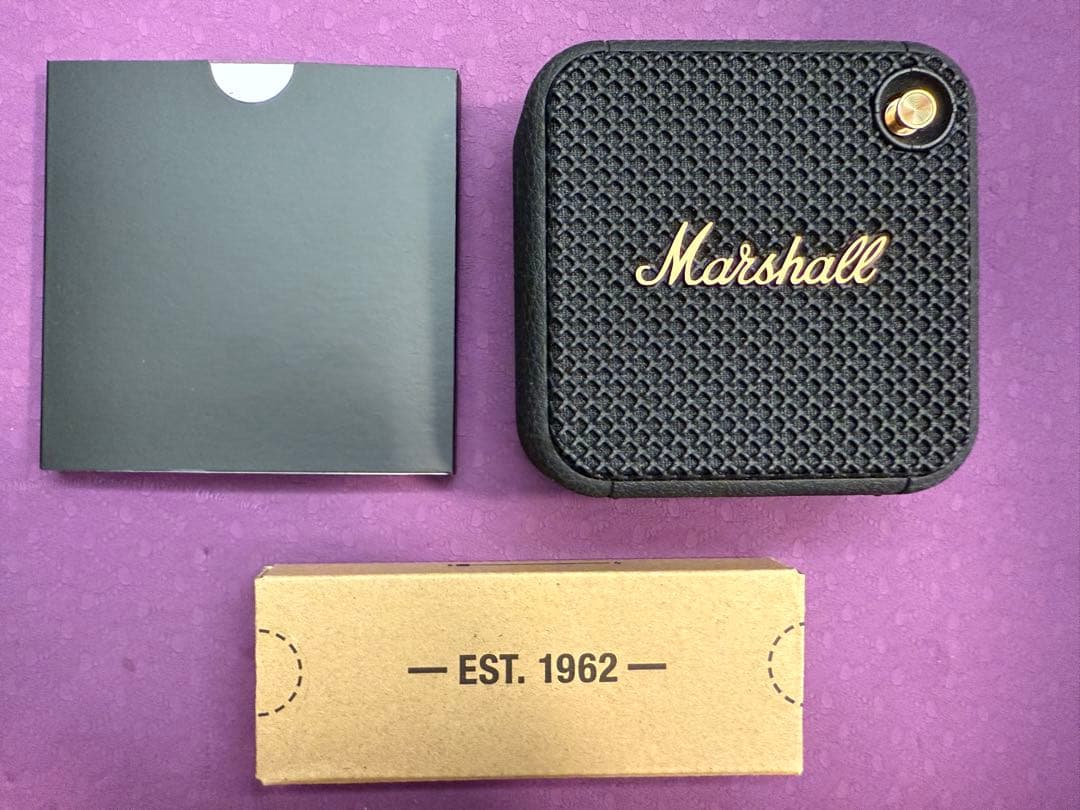 Marshall
— EST. 1962 —